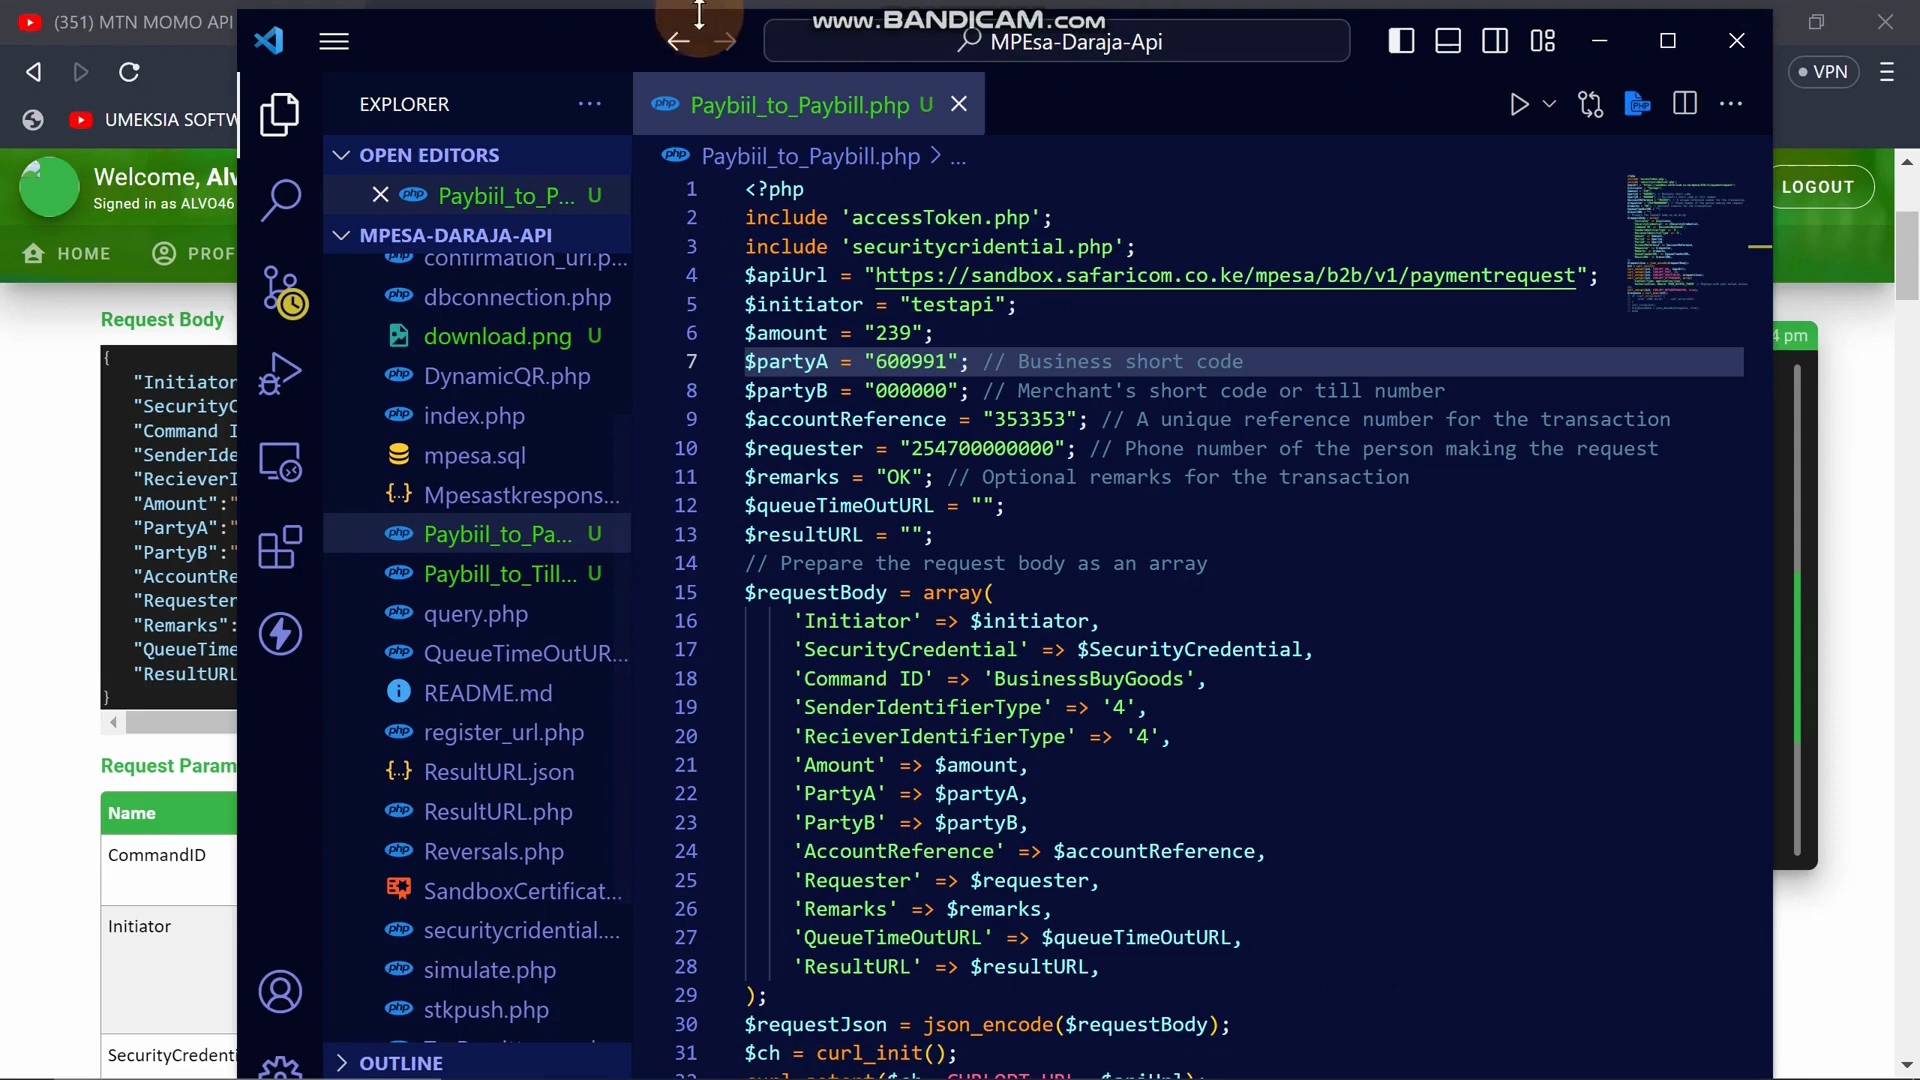 (351) MTN MOMO API
www.BANDICAM.com
MPEsa-Daraja-Api
VPN
UMEKSIA SOFTW
Welcome, Alv
Signed in as ALVO46
LOGOUT
HOME
PROF
4 pm
Request Body
{
"Initiator
"SecurityC
"Command I
"SenderIde
"RecieverI
"Amount":"
"PartyA":"
"PartyB":"
"AccountRe
"Requester
"Remarks":
"QueueTime
"ResultURL
}
Request Param
Name
CommandID
Initiator
SecurityCredenti
EXPLORER
OPEN EDITORS
Paybiil_to_P... U
MPESA-DARAJA-API
confirmation_url.p...
dbconnection.php
download.png U
DynamicQR.php
index.php
mpesa.sql
Mpesastkrespons...
Paybiil_to_Pa... U
Paybill_to_Till... U
query.php
QueueTimeOutUR...
README.md
register_url.php
ResultURL.json
ResultURL.php
Reversals.php
SandboxCertificat...
securitycridential....
simulate.php
stkpush.php
OUTLINE
Paybiil_to_Paybill.php U
Paybiil_to_Paybill.php > ...
1 <?php
2 include 'accessToken.php';
3 include 'securitycridential.php';
4 $apiUrl = "https://sandbox.safaricom.co.ke/mpesa/b2b/v1/paymentrequest";
5 $initiator = "testapi";
6 $amount = "239";
7 $partyA = "600991"; // Business short code
8 $partyB = "000000"; // Merchant's short code or till number
9 $accountReference = "353353"; // A unique reference number for the transaction
10 $requester = "254700000000"; // Phone number of the person making the request
11 $remarks = "OK"; // Optional remarks for the transaction
12 $queueTimeOutURL = "";
13 $resultURL = "";
14 // Prepare the request body as an array
15 $requestBody = array(
16 'Initiator' => $initiator,
17 'SecurityCredential' => $SecurityCredential,
18 'Command ID' => 'BusinessBuyGoods',
19 'SenderIdentifierType' => '4',
20 'RecieverIdentifierType' => '4',
21 'Amount' => $amount,
22 'PartyA' => $partyA,
23 'PartyB' => $partyB,
24 'AccountReference' => $accountReference,
25 'Requester' => $requester,
26 'Remarks' => $remarks,
27 'QueueTimeOutURL' => $queueTimeOutURL,
28 'ResultURL' => $resultURL,
29 );
30 $requestJson = json_encode($requestBody);
31 $ch = curl_init();